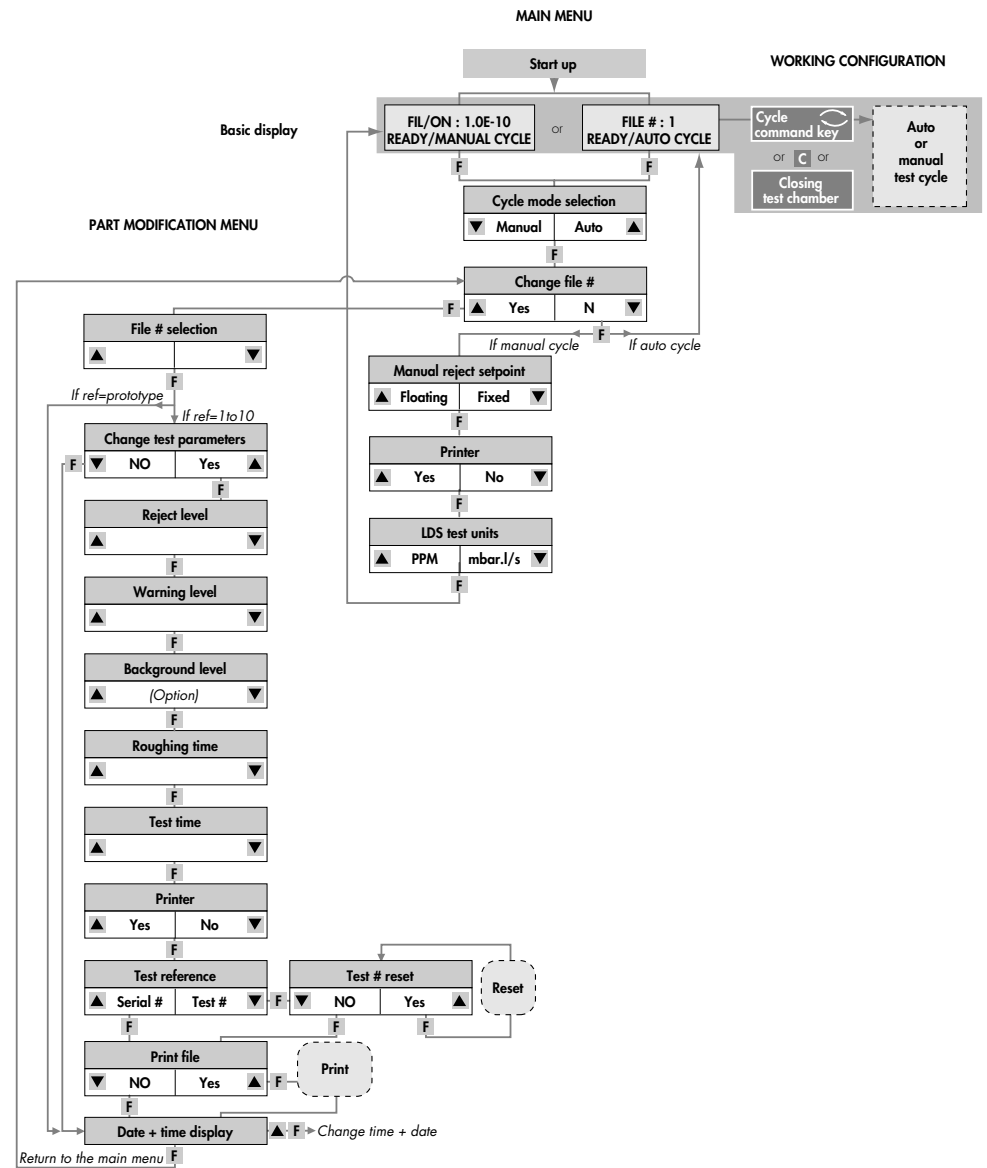 MAIN MENU
Start up
WORKING CONFIGURATION
Basic display
FIL/ON : 1.0E-10
READY/MANUAL CYCLE
or
FILE # : 1
READY/AUTO CYCLE
Cycle
command key
or C or
Closing
test chamber
Auto
or
manual
test cycle
F
F
Cycle mode selection
▼ Manual Auto ▲
F
PART MODIFICATION MENU
Change file #
F ▲ Yes N ▼
F
If manual cycle
If auto cycle
File # selection
▲ ▼
F
If ref=prototype
If ref=1to10
Manual reject setpoint
▲ Floating Fixed ▼
F
Printer
▲ Yes No ▼
F
LDS test units
▲ PPM mbar.l/s ▼
F
Change test parameters
F ▼ NO Yes ▲
F
Reject level
▲ ▼
F
Warning level
▲ ▼
F
Background level
▲ (Option) ▼
F
Roughing time
▲ ▼
F
Test time
▲ ▼
F
Printer
▲ Yes No ▼
F
Test reference
▲ Serial # Test # ▼ F
F
Test # reset
▼ NO Yes ▲
F F
Reset
Print file
▼ NO Yes ▲ F
F
Print
Date + time display ▲ F Change time + date
Return to the main menu F